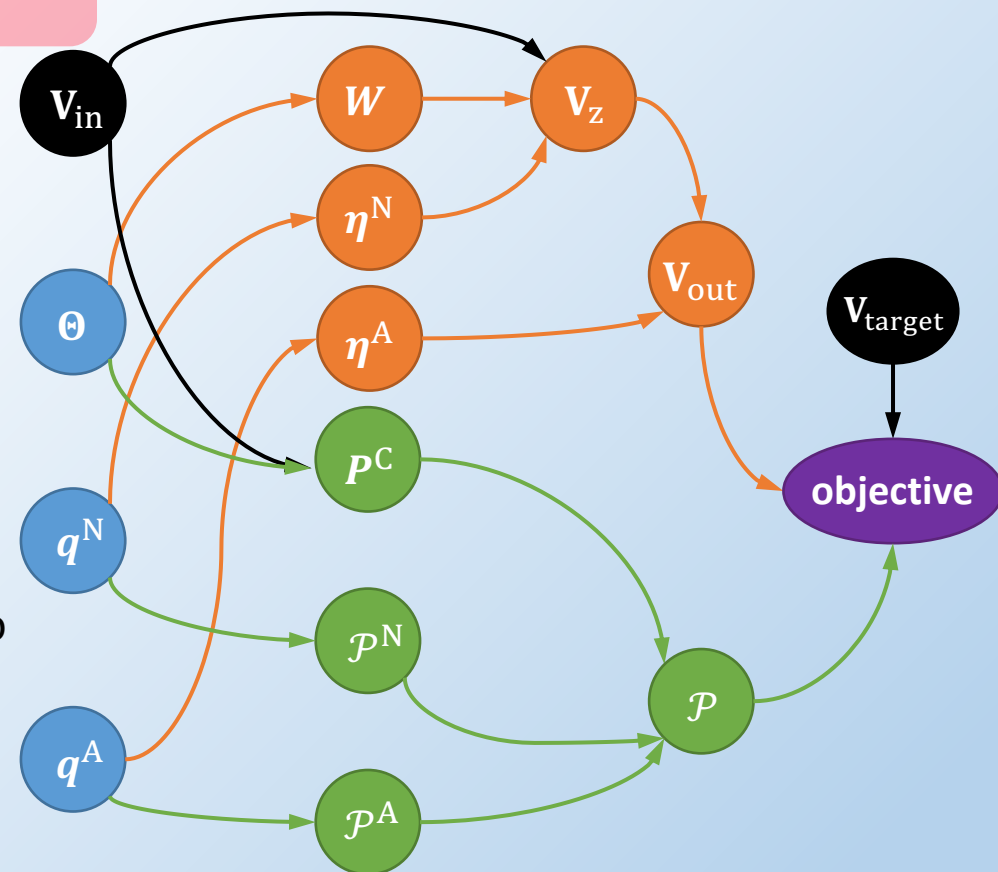 V_in
W
V_z
η^N
V_out
Θ
η^A
V_target
P^C
objective
q^N
𝒫^N
𝒫
q^A
𝒫^A